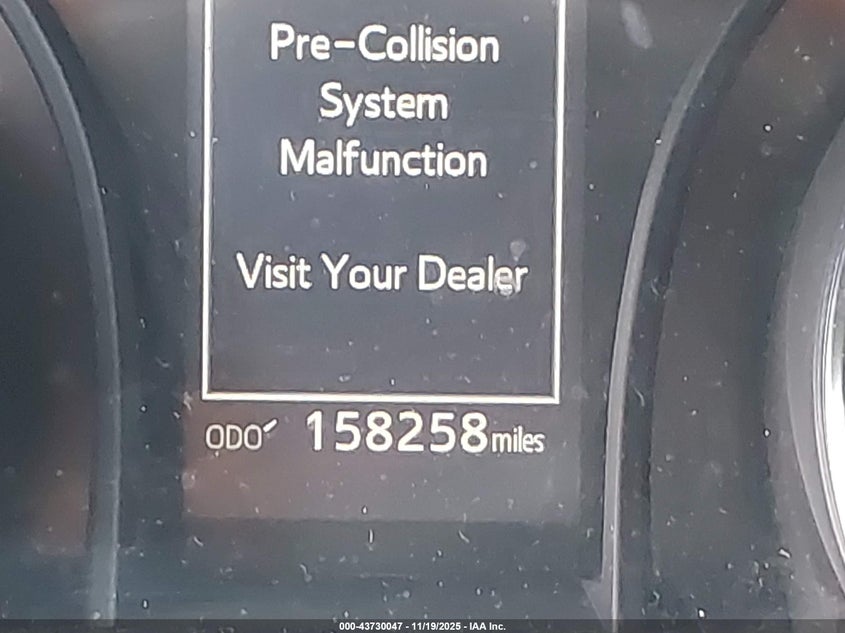 Pre-Collision
System
Malfunction
Visit Your Dealer
ODO 158258 miles
000-43730047 - 11/19/2025 - IAA Inc.